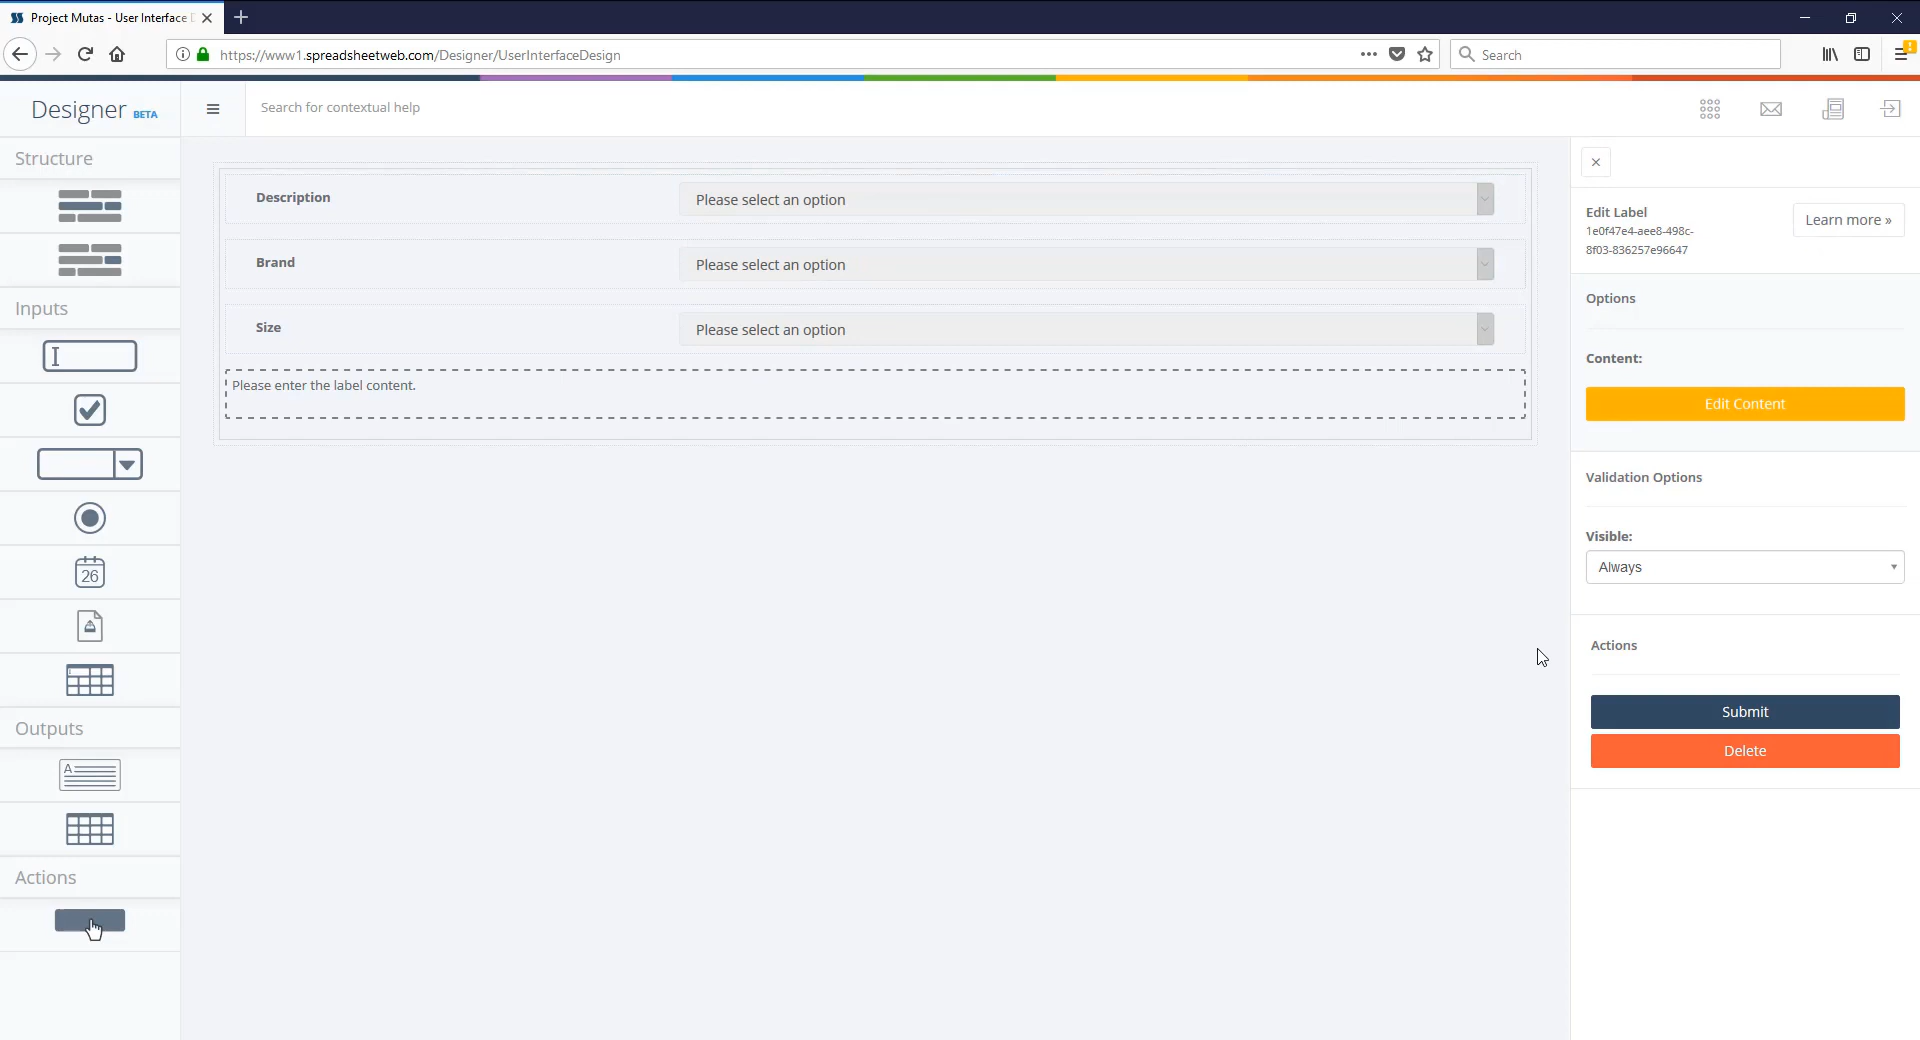 Project Mutas - User Interface D
https://www1.spreadsheetweb.com/Designer/UserInterfaceDesign
Search
Designer BETA
Search for contextual help
Structure
Inputs
26
Outputs
A
Actions
Description
Please select an option
Brand
Please select an option
Size
Please select an option
Please enter the label content.
Edit Label
1e0f47e4-aee8-498c-
8f03-836257e96647
Learn more »
Options
Content:
Edit Content
Validation Options
Visible:
Always
Actions
Submit
Delete